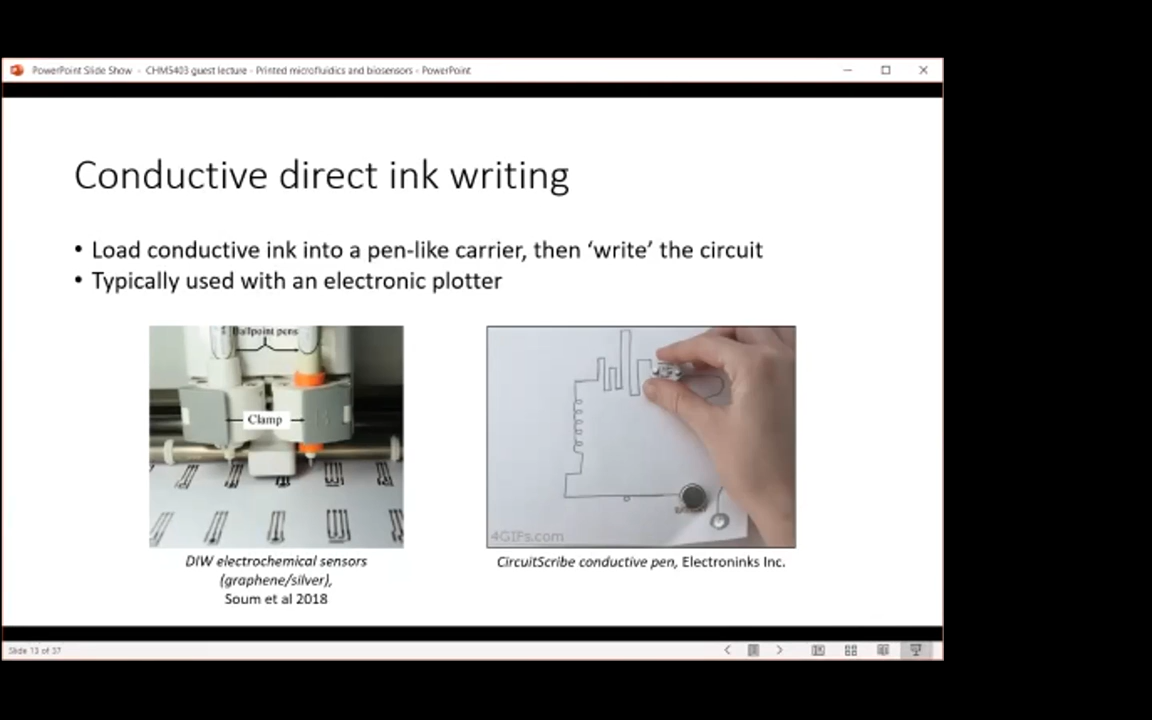 PowerPoint Slide Show - CHM5403 guest lecture - Printed microfluidics and biosensors - PowerPoint
Conductive direct ink writing
• Load conductive ink into a pen-like carrier, then ‘write’ the circuit
• Typically used with an electronic plotter
Ballpoint pens
Clamp
4GIFs.com
DIW electrochemical sensors
(graphene/silver),
Soum et al 2018
CircuitScribe conductive pen, Electroninks Inc.
Slide 13 of 37